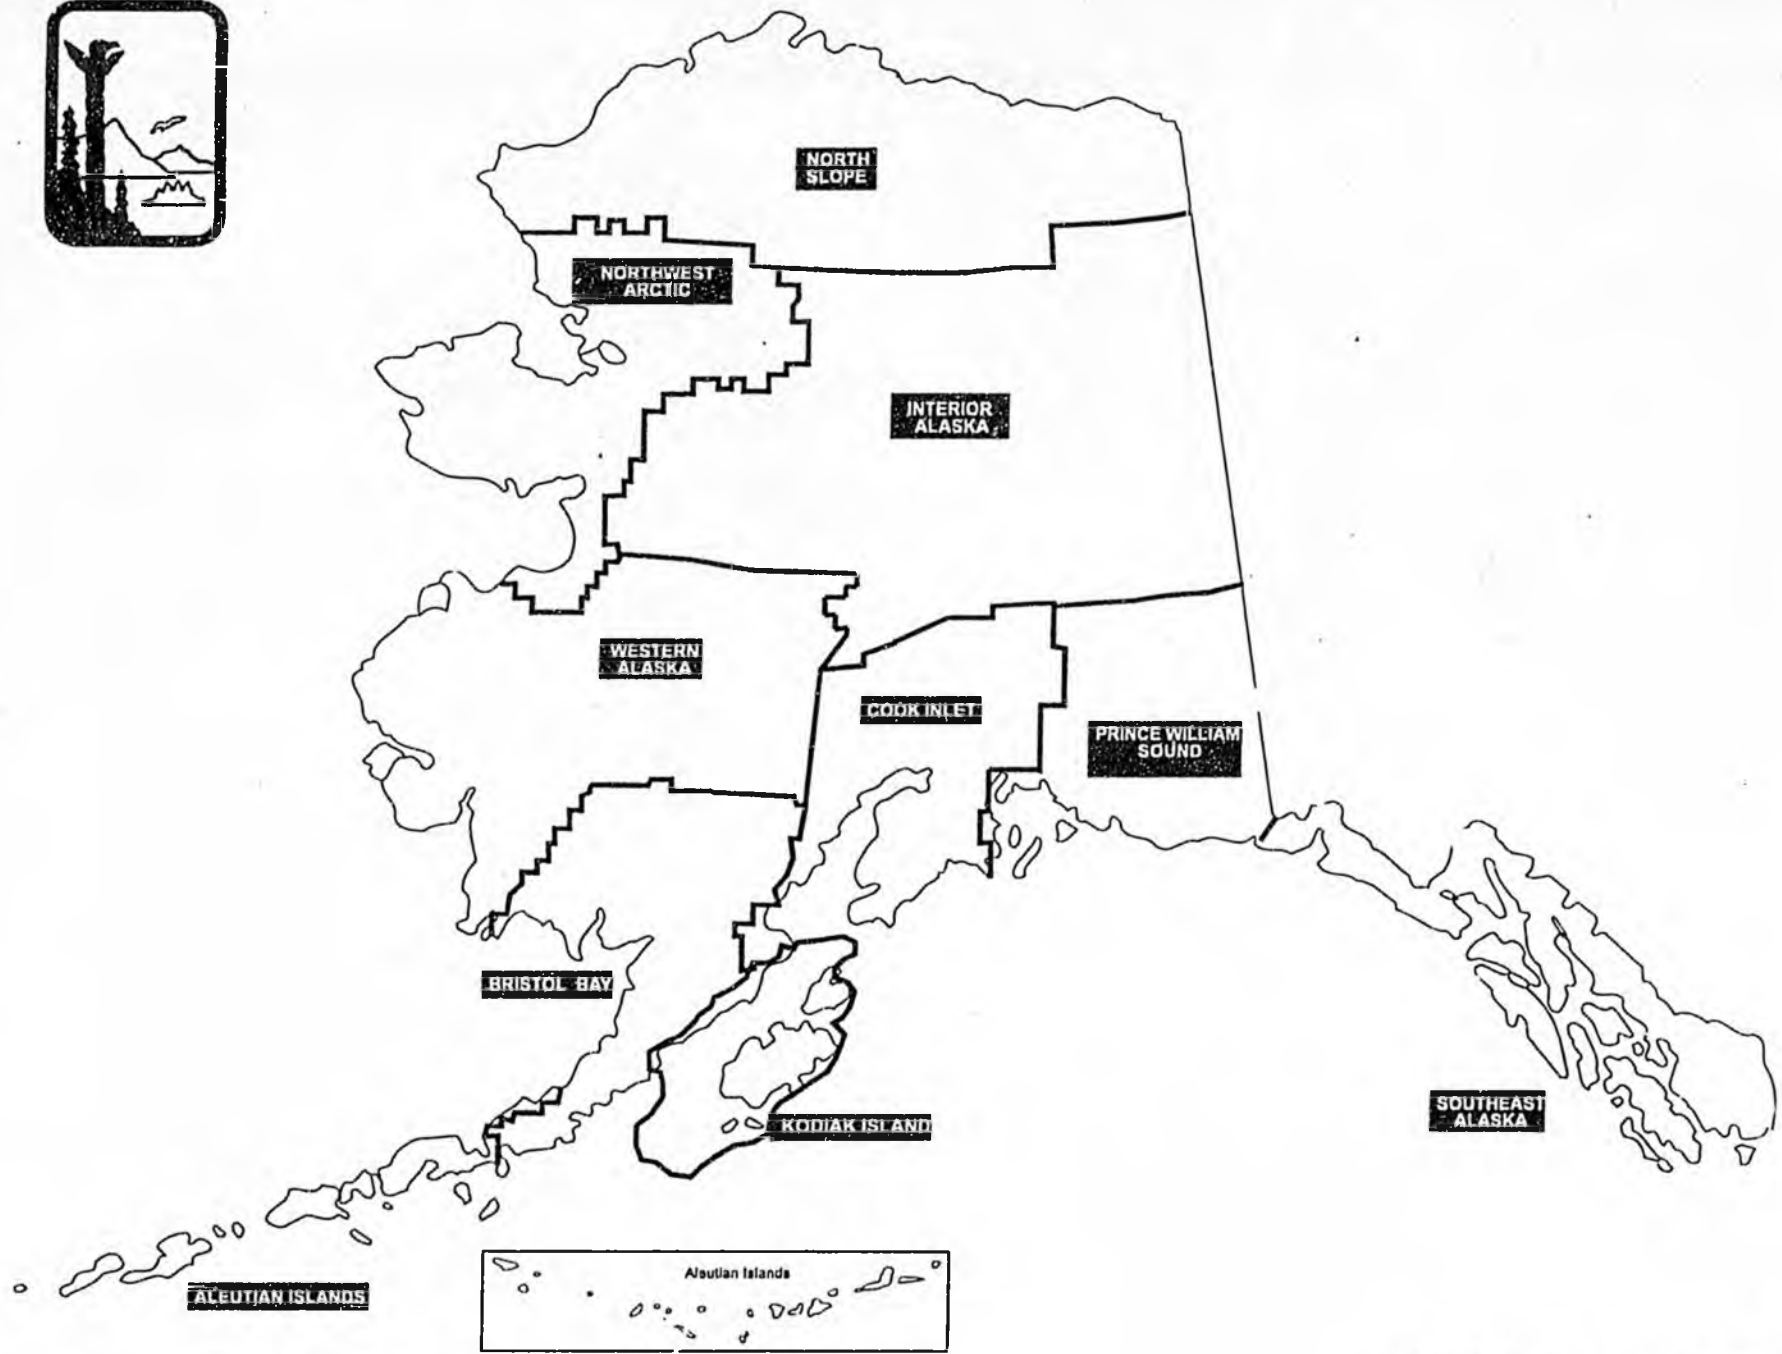 NORTH
SLOPE
NORTHWEST
ARCTIC
INTERIOR
ALASKA
WESTERN
ALASKA
COOK INLET
PRINCE WILLIAM
SOUND
BRISTOL BAY
KODIAK ISLAND
SOUTHEAST
ALASKA
ALEUTIAN ISLANDS
Aleutian Islands